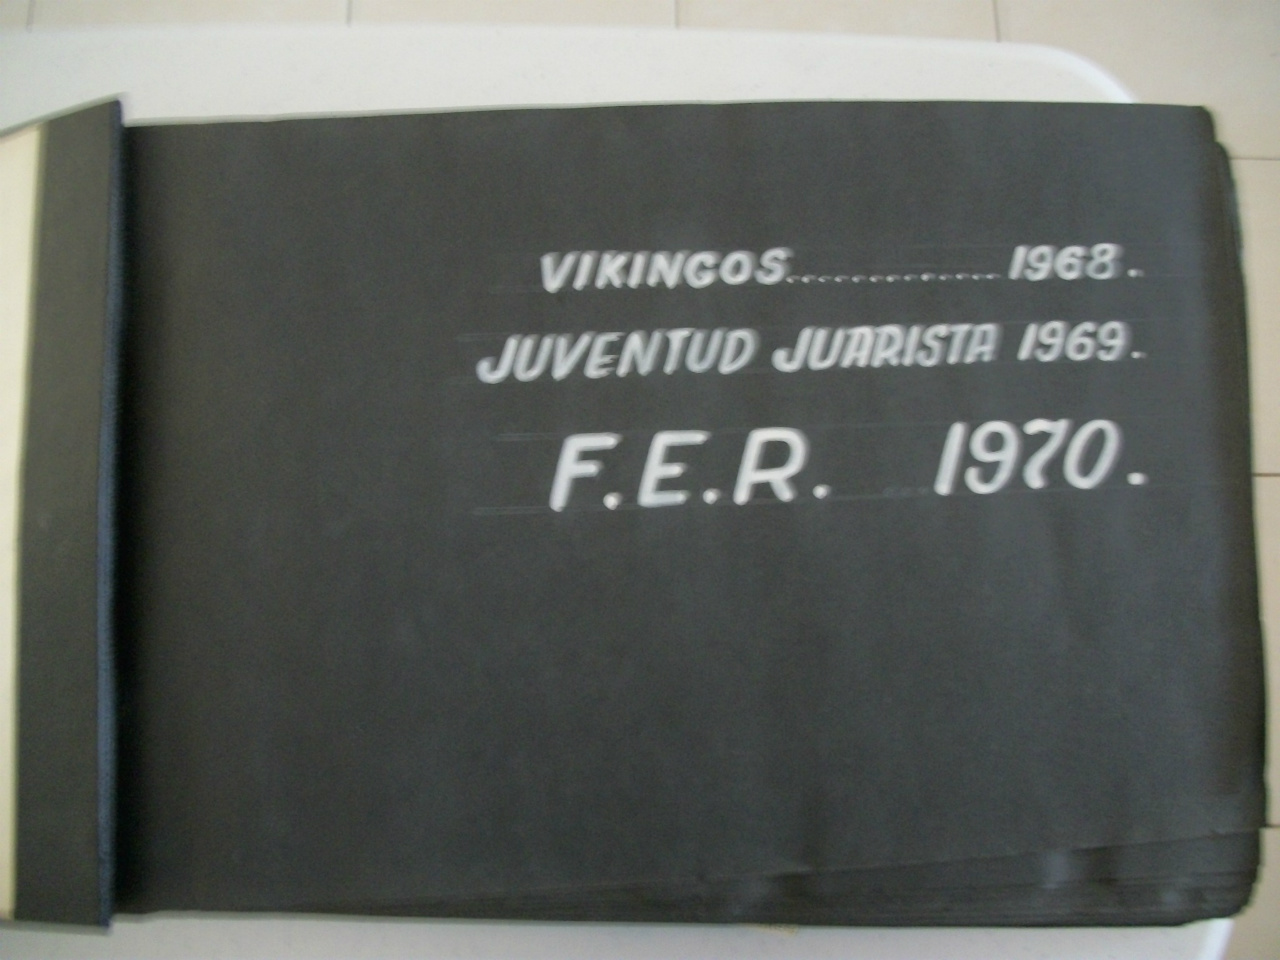 VIKINGOS.................. 1968.
JUVENTUD JUARISTA 1969.
F.E.R. 1970.